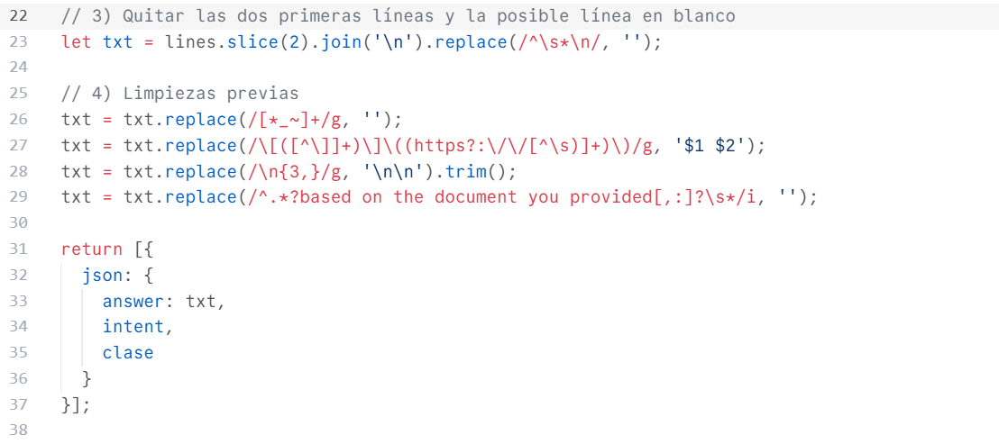 22 // 3) Quitar las dos primeras líneas y la posible línea en blanco
23 let txt = lines.slice(2).join('\n').replace(/^\s*\n/, '');
24
25 // 4) Limpiezas previas
26 txt = txt.replace(/[*_~]+/g, '');
27 txt = txt.replace(/\[([^\]]+)\]\((https?:\/\/[^\s)]+)\)/g, '$1 $2');
28 txt = txt.replace(/\n{3,}/g, '\n\n').trim();
29 txt = txt.replace(/^.*?based on the document you provided[,:]?\s*/i, '');
30
31 return [{
32   json: {
33     answer: txt,
34     intent,
35     clase
36   }
37 }];
38